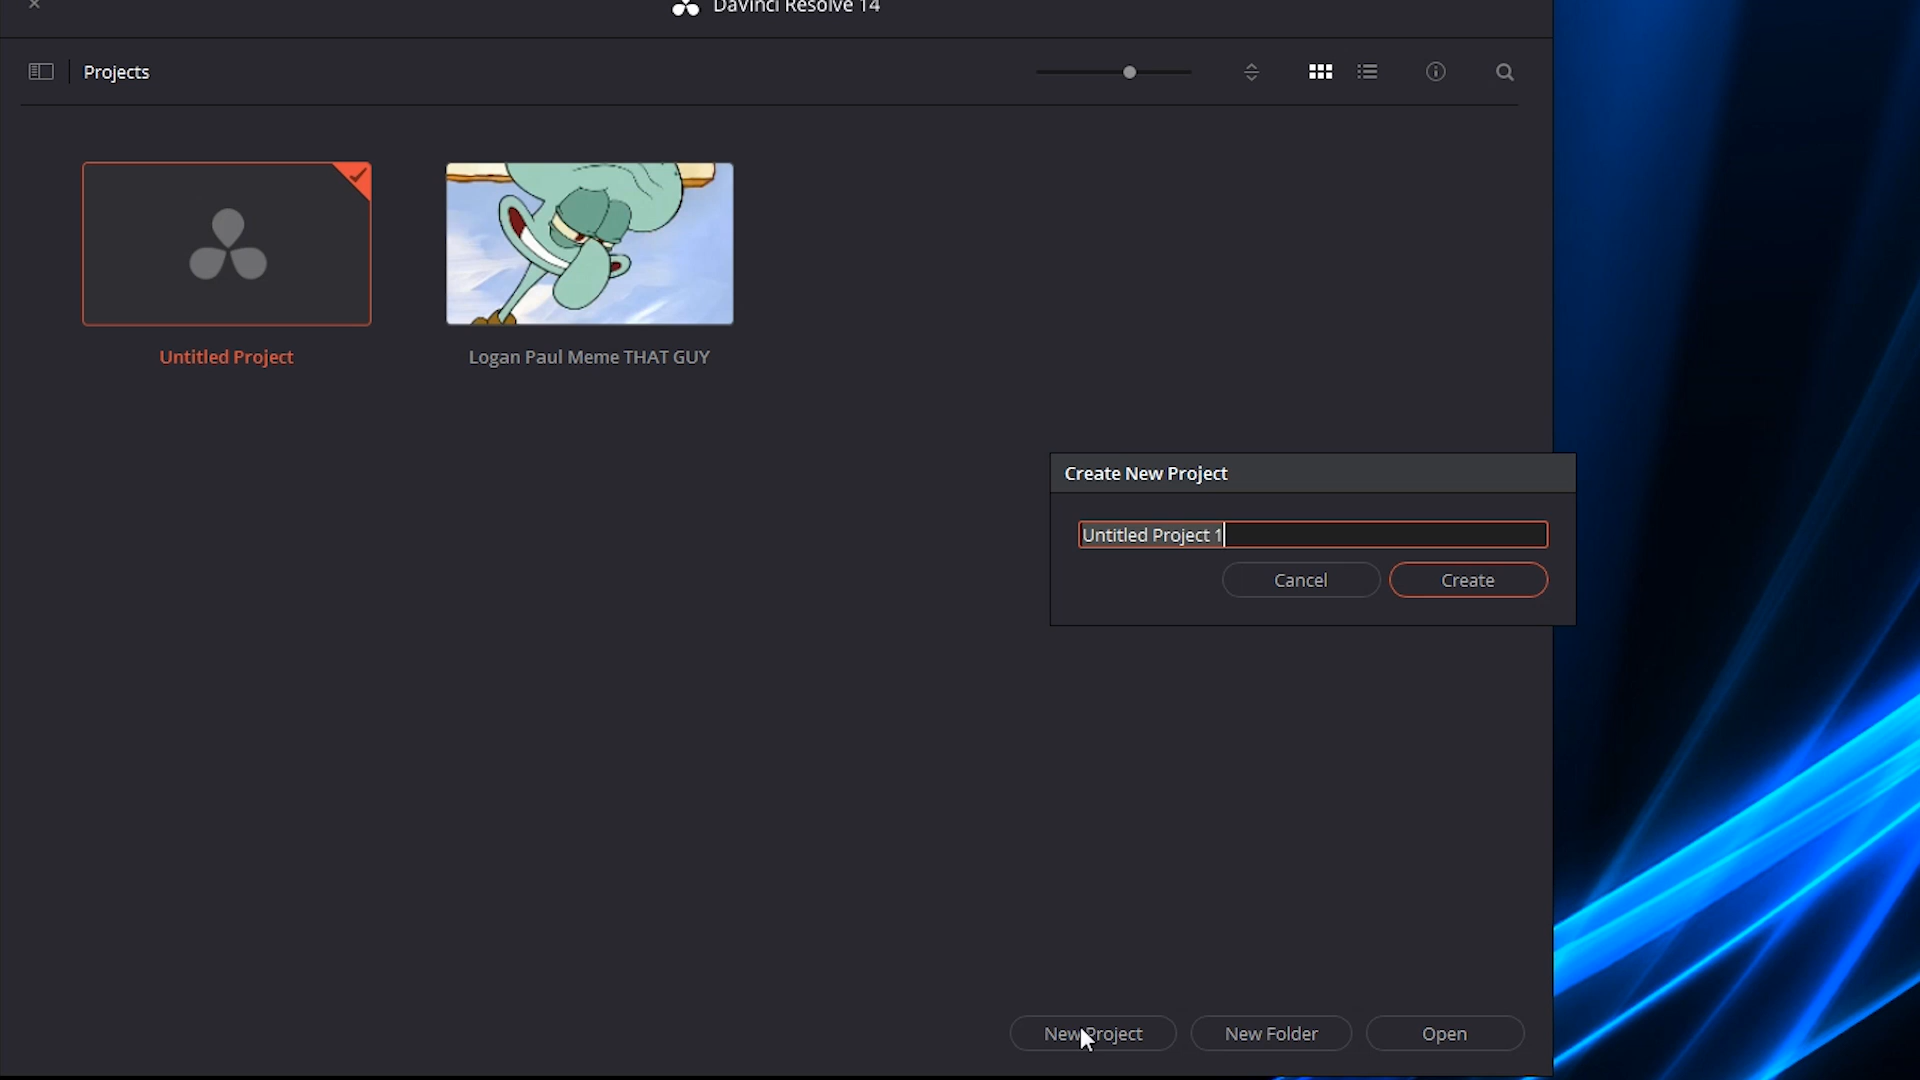 DaVinci Resolve 14
Projects
Untitled Project
Logan Paul Meme THAT GUY
Create New Project
Untitled Project 1
Cancel
Create
New Project
New Folder
Open